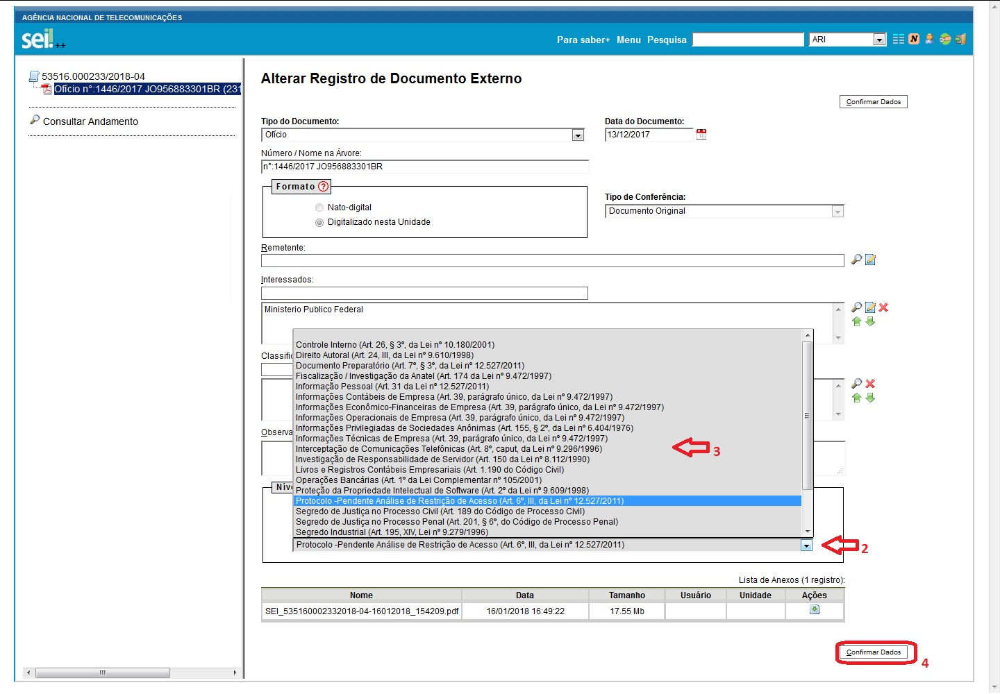 AGÊNCIA NACIONAL DE TELECOMUNICAÇÕES
sei! ++
Para saber+ Menu Pesquisa ARI
53516.000233/2018-04
Ofício n°:1446/2017 JO956883301BR (231
Consultar Andamento
Alterar Registro de Documento Externo
Confirmar Dados
Tipo do Documento:
Data do Documento:
Ofício
13/12/2017
Número / Nome na Árvore:
n°:1446/2017 JO956883301BR
Formato ?
Nato-digital
Digitalizado nesta Unidade
Tipo de Conferência:
Documento Original
Remetente:
Interessados:
Ministerio Publico Federal
Classific
Observa
Níve
Controle Interno (Art. 26, § 3º, da Lei nº 10.180/2001)
Direito Autoral (Art. 24, III, da Lei nº 9.610/1998)
Documento Preparatório (Art. 7º, § 3º, da Lei nº 12.527/2011)
Fiscalização / Investigação da Anatel (Art. 174 da Lei nº 9.472/1997)
Informação Pessoal (Art. 31 da Lei nº 12.527/2011)
Informações Contábeis de Empresa (Art. 39, parágrafo único, da Lei nº 9.472/1997)
Informações Econômico-Financeiras de Empresa (Art. 39, parágrafo único, da Lei nº 9.472/1997)
Informações Operacionais de Empresa (Art. 39, parágrafo único, da Lei nº 9.472/1997)
Informações Privilegiadas de Sociedades Anônimas (Art. 155, § 2º, da Lei nº 6.404/1976)
Informações Técnicas de Empresa (Art. 39, parágrafo único, da Lei nº 9.472/1997)
Interceptação de Comunicações Telefônicas (Art. 8º, caput, da Lei nº 9.296/1996)
Investigação de Responsabilidade de Servidor (Art. 150 da Lei nº 8.112/1990)
Livros e Registros Contábeis Empresariais (Art. 1.190 do Código Civil)
Operações Bancárias (Art. 1º da Lei Complementar nº 105/2001)
Proteção da Propriedade Intelectual de Software (Art. 2º da Lei nº 9.609/1998)
Protocolo -Pendente Análise de Restrição de Acesso (Art. 6º, III, da Lei nº 12.527/2011)
Segredo de Justiça no Processo Civil (Art. 189 do Código de Processo Civil)
Segredo de Justiça no Processo Penal (Art. 201, § 6º, do Código de Processo Penal)
Segredo Industrial (Art. 195, XIV, Lei nº 9.279/1996)
3
Protocolo -Pendente Análise de Restrição de Acesso (Art. 6º, III, da Lei nº 12.527/2011)
2
Lista de Anexos (1 registro):
Nome Data Tamanho Usuário Unidade Ações
SEI_535160002332018-04-16012018_154209.pdf 16/01/2018 16:49:22 17.55 Mb
Confirmar Dados
4